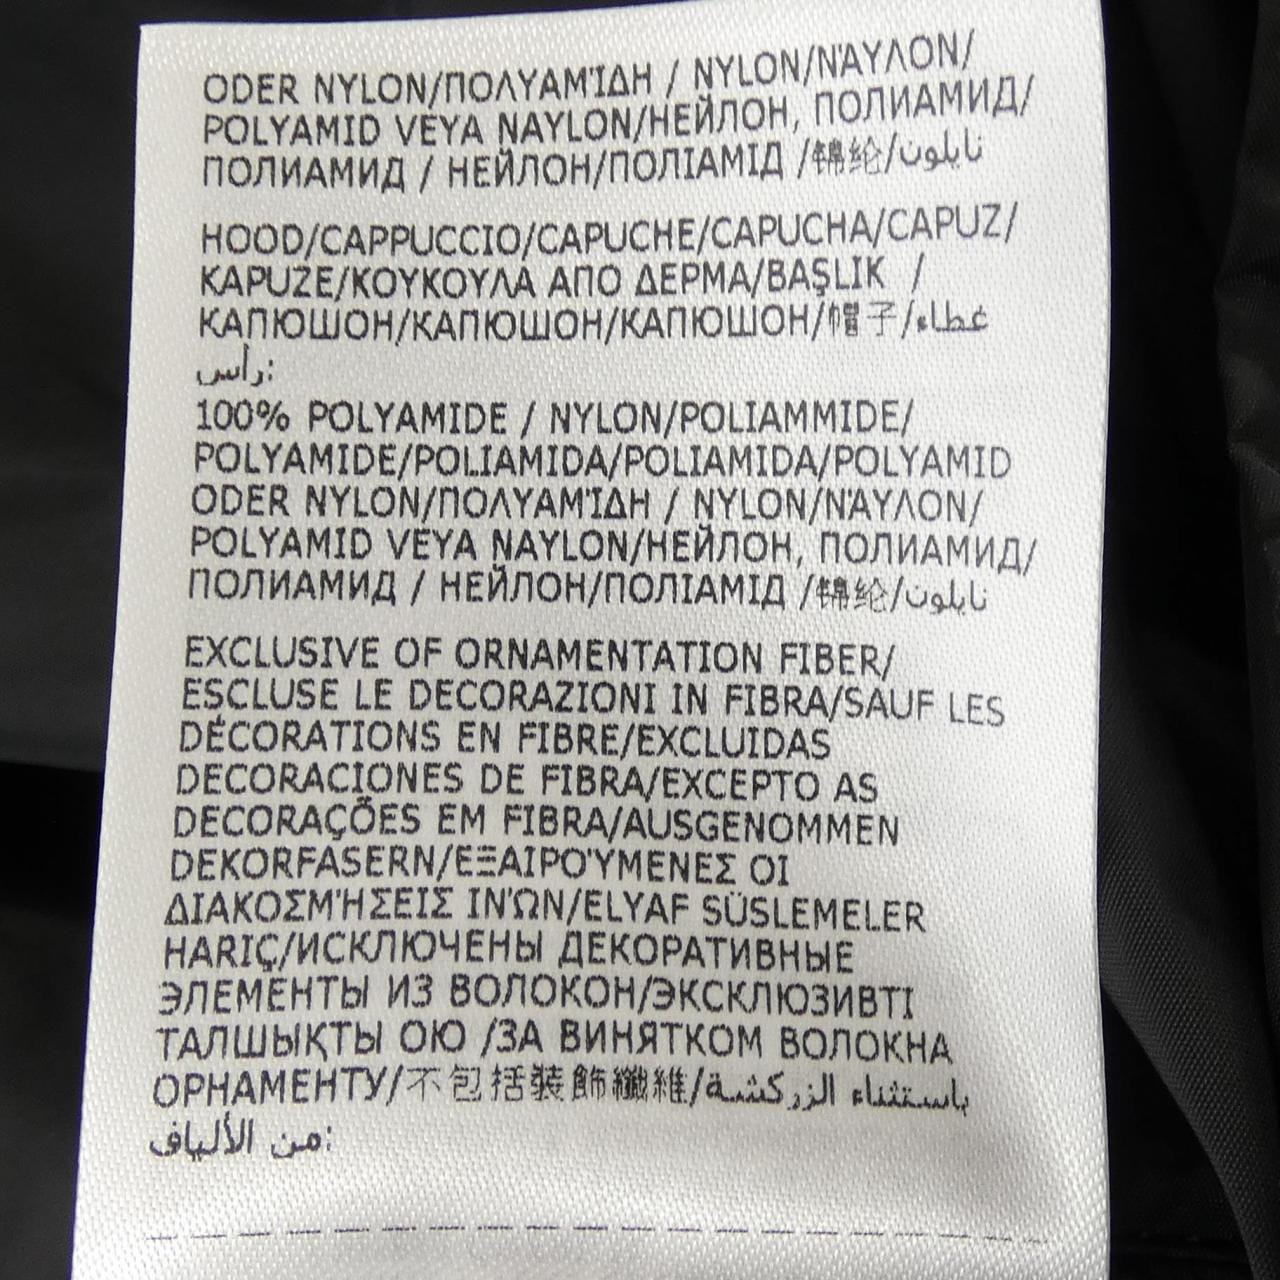 ODER NYLON/ΠΟΛΥΑΜΊΔΗ / NYLON/ΝΆΥΛΟΝ/
POLYAMID VEYA NAYLON/НЕЙЛОН, ПОЛИАМИД/
ПОЛИАМИД / НЕЙЛОН/ПОЛІАМІД /锦纶/نايلون
HOOD/CAPPUCCIO/CAPUCHE/CAPUCHA/CAPUZ/
KAPUZE/ΚΟΥΚΟΥΛΑ ΑΠΟ ΔΕΡΜΑ/BAŞLIK /
КАПЮШОН/КАПЮШОН/КАПЮШОН/帽子/غطاء
رأس:
100% POLYAMIDE / NYLON/POLIAMMIDE/
POLYAMIDE/POLIAMIDA/POLIAMIDA/POLYAMID
ODER NYLON/ΠΟΛΥΑΜΊΔΗ / NYLON/ΝΆΥΛΟΝ/
POLYAMID VEYA NAYLON/НЕЙЛОН, ПОЛИАМИД/
ПОЛИАМИД / НЕЙЛОН/ПОЛІАМІД /锦纶/نايلون
EXCLUSIVE OF ORNAMENTATION FIBER/
ESCLUSE LE DECORAZIONI IN FIBRA/SAUF LES
DÉCORATIONS EN FIBRE/EXCLUIDAS
DECORACIONES DE FIBRA/EXCEPTO AS
DECORAÇÕES EM FIBRA/AUSGENOMMEN
DEKORFASERN/ΕΞΑΙΡΟΎΜΕΝΕΣ ΟΙ
ΔΙΑΚΟΣΜΉΣΕΙΣ ΙΝΏΝ/ELYAF SÜSLEMELER
HARIÇ/ИСКЛЮЧЕНЫ ДЕКОРАТИВНЫЕ
ЭЛЕМЕНТЫ ИЗ ВОЛОКОН/ЭКСКЛЮЗИВТІ
ТАЛШЫҚТЫ ОЮ /ЗА ВИНЯТКОМ ВОЛОКНА
ОРНАМЕНТУ/不包括裝飾纖維/باستثناء الزركشة
من الألياف: